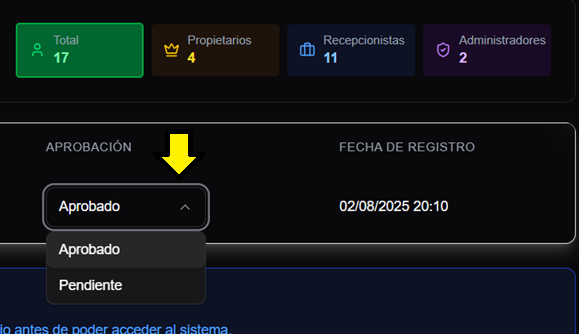 Total
17
Propietarios
4
Recepcionistas
11
Administradores
2
APROBACIÓN
FECHA DE REGISTRO
Aprobado
02/08/2025 20:10
Aprobado
Pendiente
antes de poder acceder al sistema.